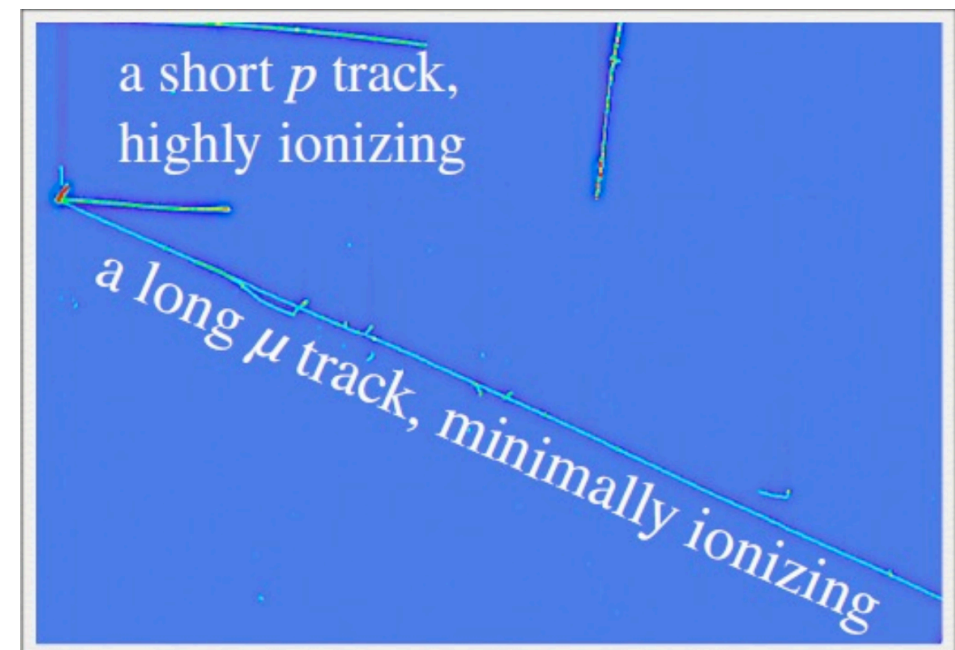 a short p track,
highly ionizing
a long μ track, minimally ionizing